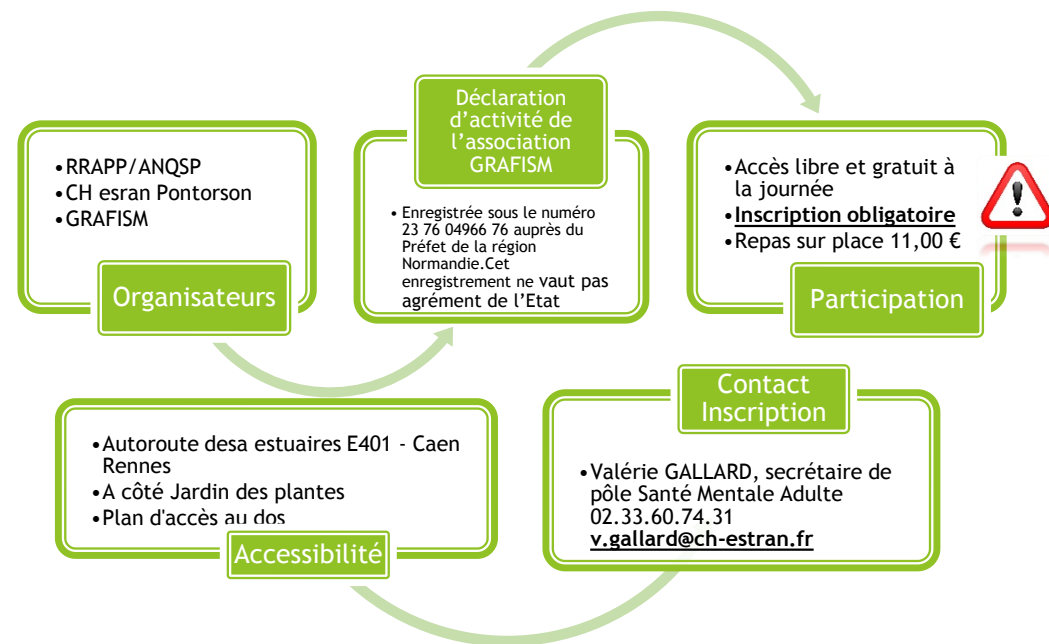 •RRAPP/ANQSP
•CH esran Pontorson
•GRAFISM
Organisateurs
Déclaration
d'activité de
l'association
GRAFISM
• Enregistrée sous le numéro
23 76 04966 76 auprès du
Préfet de la région
Normandie.Cet
enregistrement ne vaut pas
agrément de l'Etat
•Accès libre et gratuit à
la journée
•Inscription obligatoire
•Repas sur place 11,00 €
Participation
•Autoroute desa estuaires E401 - Caen
Rennes
•A côté Jardin des plantes
•Plan d'accès au dos
Accessibilité
Contact
Inscription
•Valérie GALLARD, secrétaire de
pôle Santé Mentale Adulte
02.33.60.74.31
v.gallard@ch-estran.fr